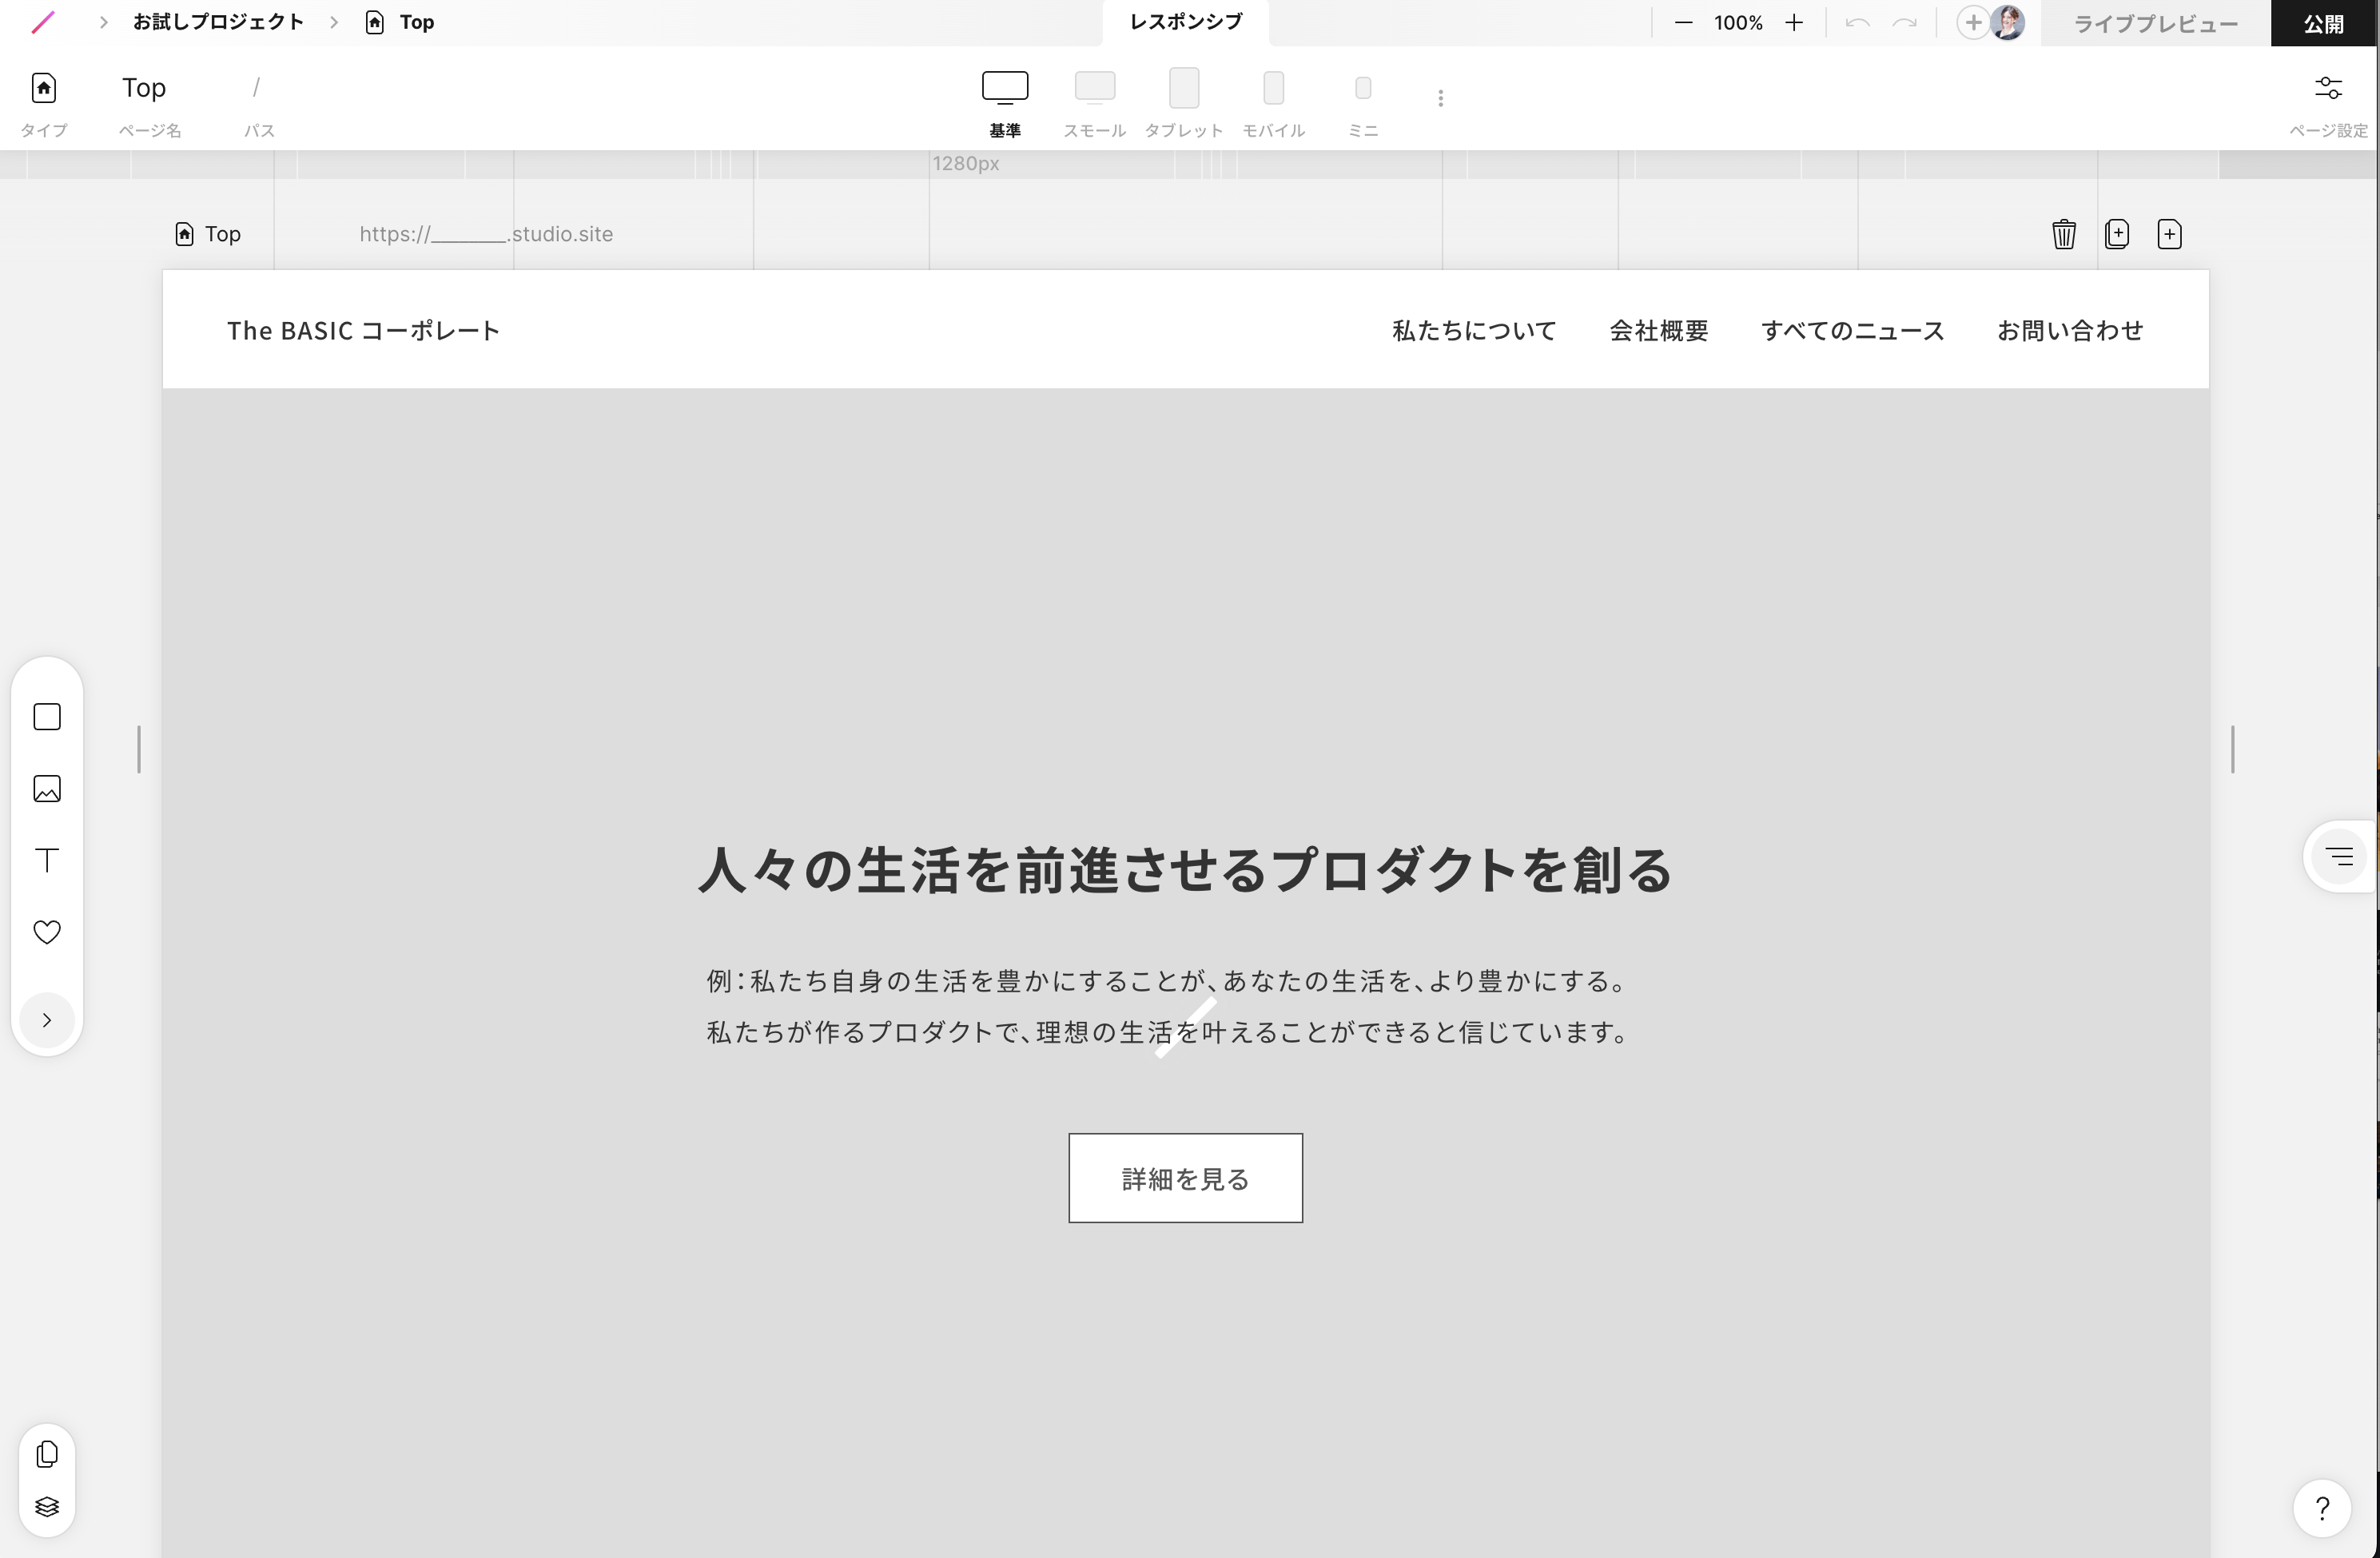 お試しプロジェクト
Top
レスポンシブ
100%
ライブプレビュー
公開
Top
/
タイプ
ページ名
パス
基準
スモール
タブレット
モバイル
ミニ
ページ設定
1280px
Top
https://________.studio.site
The BASIC コーポレート
私たちについて
会社概要
すべてのニュース
お問い合わせ
人々の生活を前進させるプロダクトを創る
例：私たち自身の生活を豊かにすることが、あなたの生活を、より豊かにする。
私たちが作るプロダクトで、理想の生活を叶えることができると信じています。
詳細を見る
?